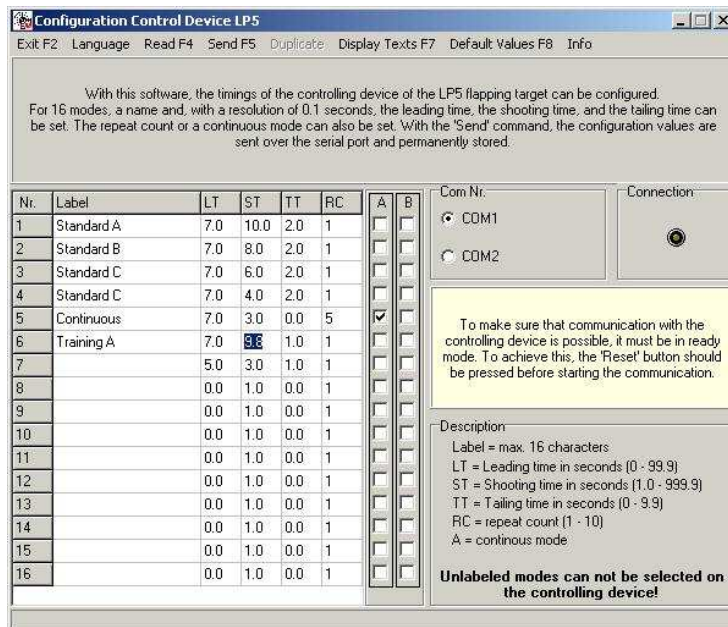 Configuration Control Device LP5
Exit F2 Language Read F4 Send F5 Duplicate Display Texts F7 Default Values F8 Info
With this software, the timings of the controlling device of the LP5 flapping target can be configured.
For 16 modes, a name and, with a resolution of 0.1 seconds, the leading time, the shooting time, and the tailing time can
be set. The repeat count or a continuous mode can also be set. With the 'Send' command, the configuration values are
sent over the serial port and permanently stored.
Nr. Label LT ST TT RC A B
1 Standard A 7.0 10.0 2.0 1
2 Standard B 7.0 8.0 2.0 1
3 Standard C 7.0 6.0 2.0 1
4 Standard C 7.0 4.0 2.0 1
5 Continuous 7.0 3.0 0.0 5
6 Training A 7.0 9.8 1.0 1
7 5.0 3.0 1.0 1
8 0.0 1.0 0.0 1
9 0.0 1.0 0.0 1
10 0.0 1.0 0.0 1
11 0.0 1.0 0.0 1
12 0.0 1.0 0.0 1
13 0.0 1.0 0.0 1
14 0.0 1.0 0.0 1
15 0.0 1.0 0.0 1
16 0.0 1.0 0.0 1
Com Nr.
COM1
COM2
Connection
To make sure that communication with the
controlling device is possible, it must be in ready
mode. To achieve this, the 'Reset' button should
be pressed before starting the communication.
Description
Label = max. 16 characters
LT = Leading time in seconds (0 - 99.9)
ST = Shooting time in seconds (1.0 - 999.9)
TT = Tailing time in seconds (0 - 9.9)
RC = repeat count (1 - 10)
A = continous mode
Unlabeled modes can not be selected on
the controlling device!